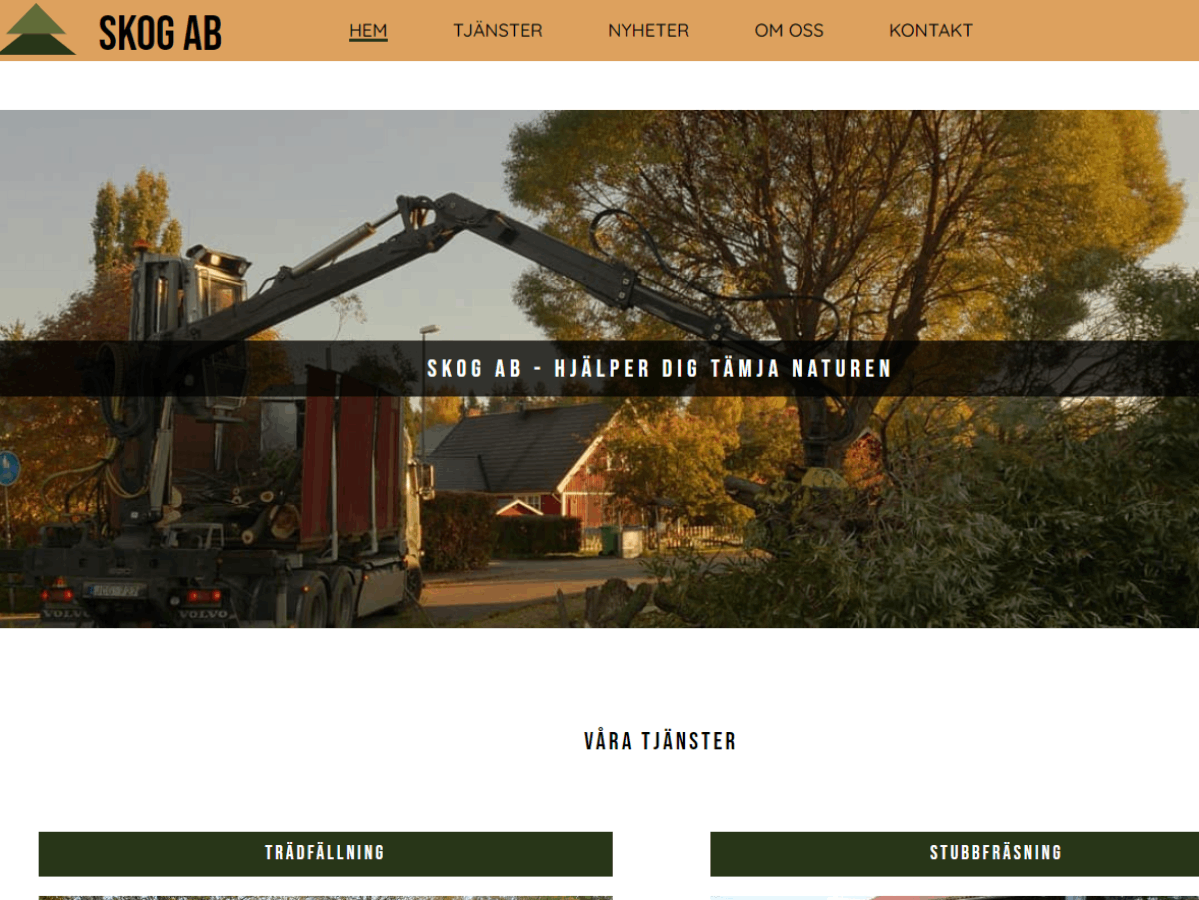 SKOG AB
HEM TJÄNSTER NYHETER OM OSS KONTAKT
SKOG AB - HJÄLPER DIG TÄMJA NATUREN
VOLVO VOLVO
VÅRA TJÄNSTER
TRÄDFÄLLNING STUBBFRÄSNING